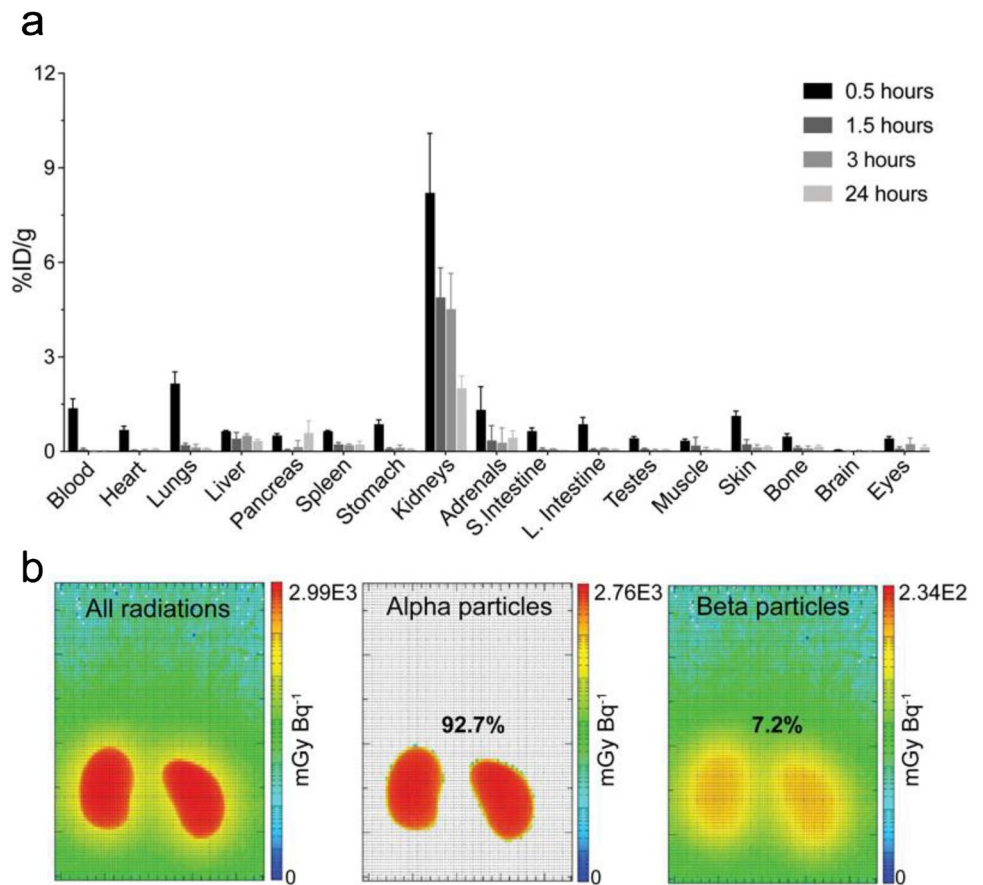 a
12
9
6
3
0
%ID/g
0.5 hours
1.5 hours
3 hours
24 hours
Blood
Heart
Lungs
Liver
Pancreas
Spleen
Stomach
Kidneys
Adrenals
S.Intestine
L. Intestine
Testes
Muscle
Skin
Bone
Brain
Eyes
b
All radiations
2.99E3
mGy Bq⁻¹
0
Alpha particles
92.7%
2.76E3
mGy Bq⁻¹
0
Beta particles
7.2%
2.34E2
mGy Bq⁻¹
0